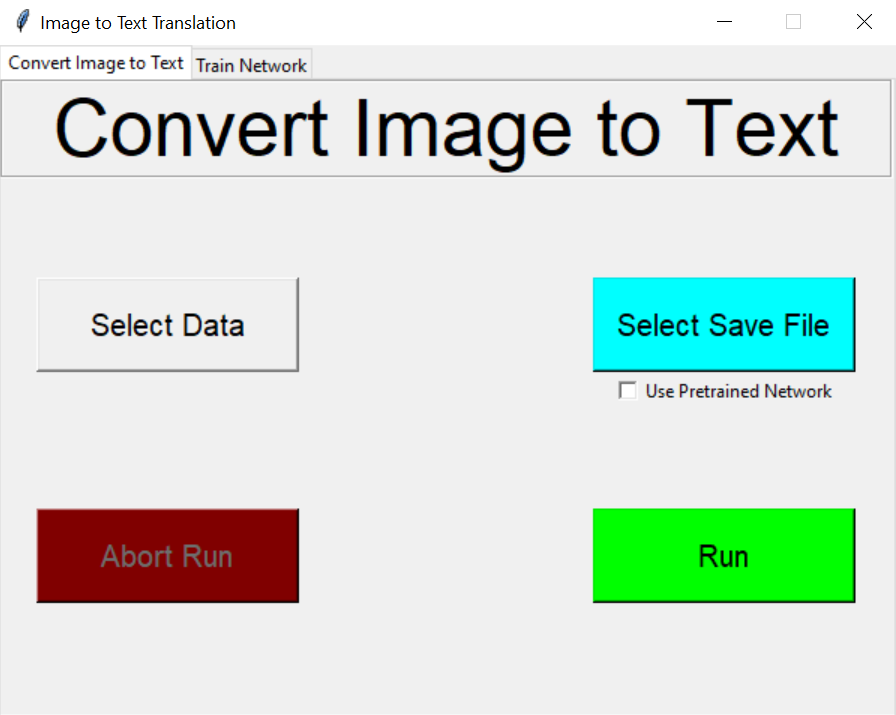 Image to Text Translation
Convert Image to Text
Train Network
Convert Image to Text
Select Data
Select Save File
Use Pretrained Network
Abort Run
Run